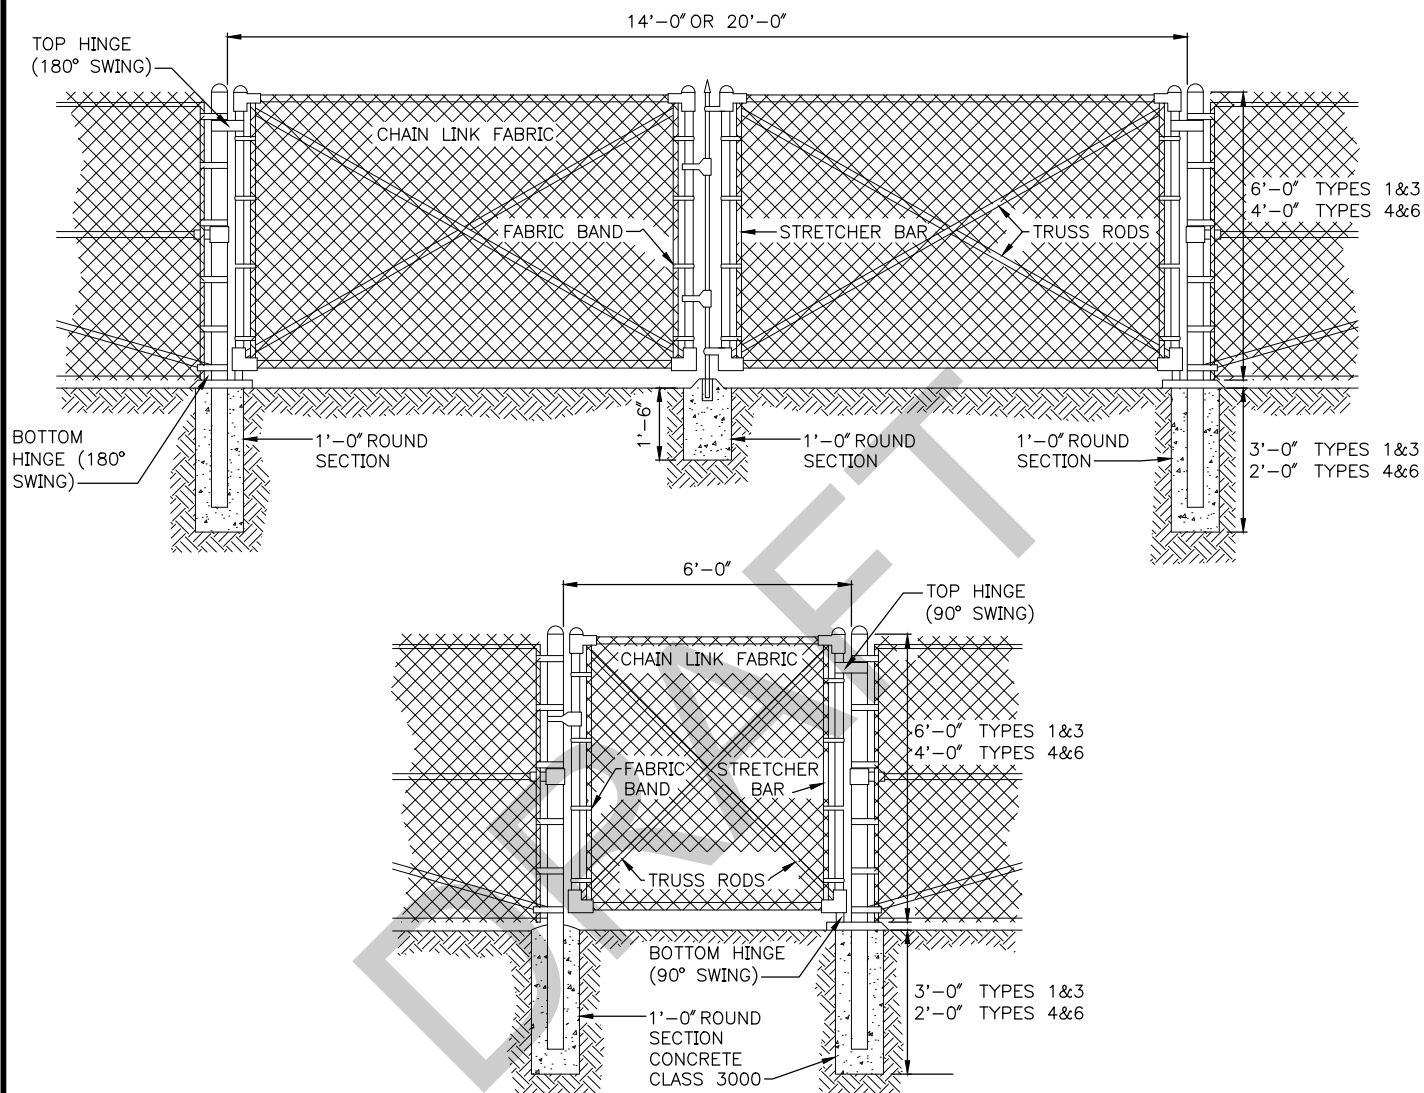 14'-0" OR 20'-0"
TOP HINGE
(180° SWING)
CHAIN LINK FABRIC
6'-0" TYPES 1&3
4'-0" TYPES 4&6
FABRIC BAND
STRETCHER BAR
TRUSS RODS
1'-6"
BOTTOM
HINGE (180°
SWING)
1'-0" ROUND
SECTION
1'-0" ROUND
SECTION
1'-0" ROUND
SECTION
3'-0" TYPES 1&3
2'-0" TYPES 4&6
6'-0"
TOP HINGE
(90° SWING)
CHAIN LINK FABRIC
6'-0" TYPES 1&3
4'-0" TYPES 4&6
FABRIC
BAND
STRETCHER
BAR
TRUSS RODS
BOTTOM HINGE
(90° SWING)
3'-0" TYPES 1&3
2'-0" TYPES 4&6
1'-0" ROUND
SECTION
CONCRETE
CLASS 3000
DRAFT